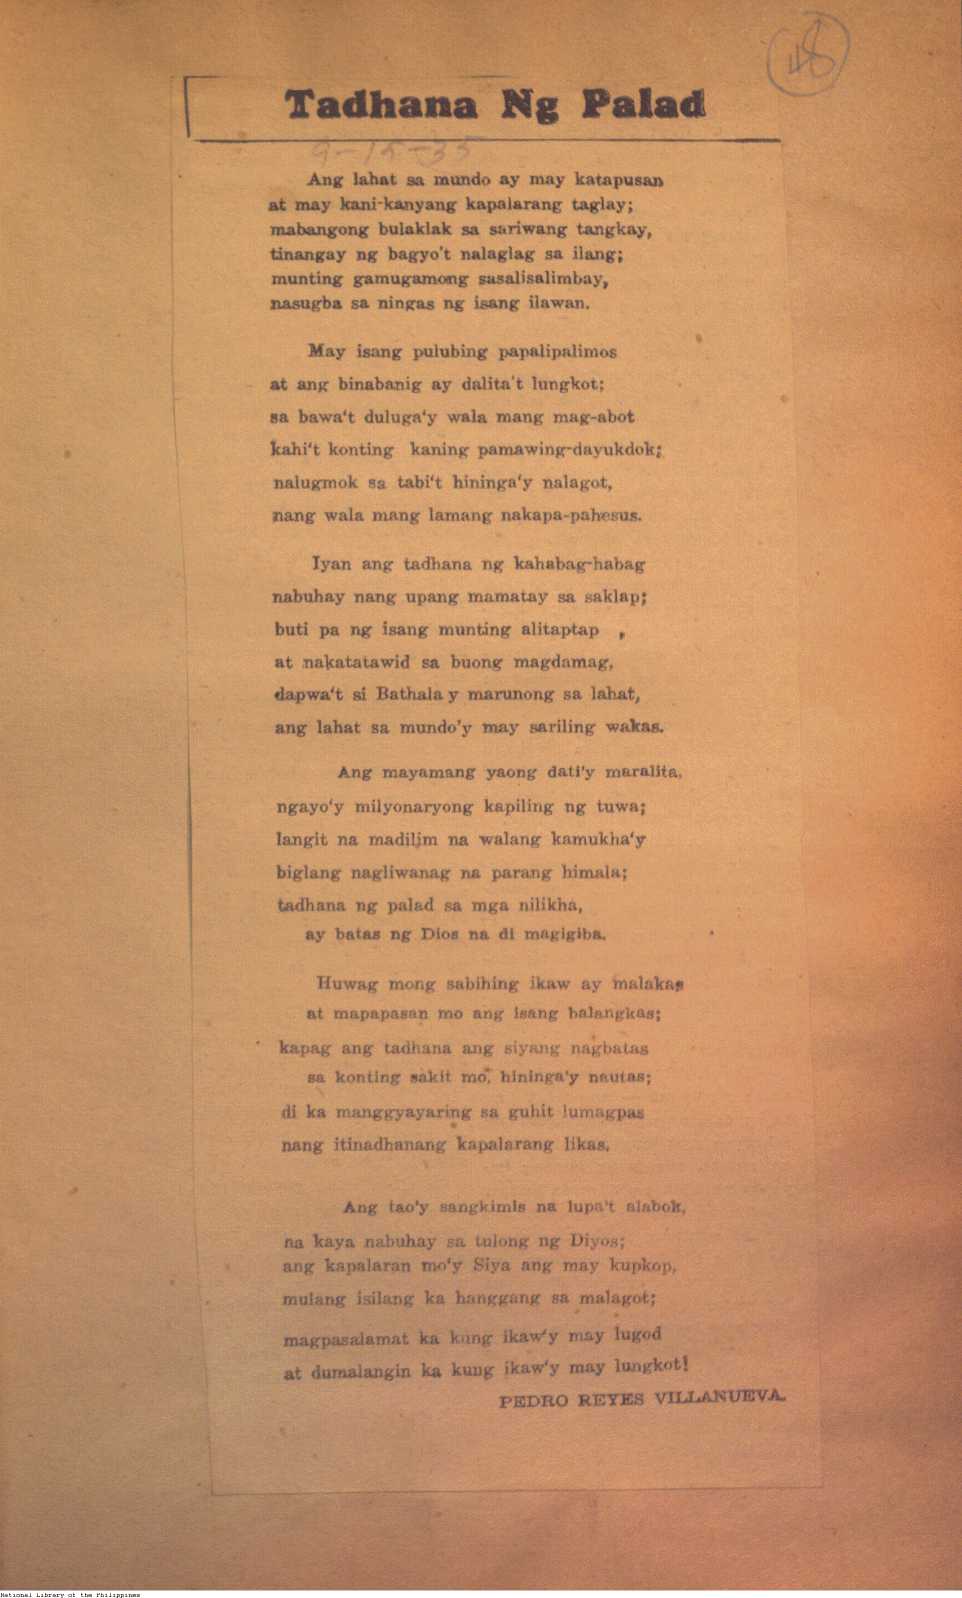 48
Tadhana Ng Palad
9-15-35
Ang lahat sa mundo ay may katapusan
at may kani-kanyang kapalarang taglay;
mabangong bulaklak sa sariwang tangkay,
tinangay ng bagyo't nalaglag sa ilang;
munting gamugamong sasalisalimbay,
nasugba sa ningas ng isang ilawan.
May isang pulubing papalipalimos
at ang binabanig ay dalita't lungkot;
sa bawa't duluga'y wala mang mag-abot
kahi't konting kaning pamawing-dayukdok;
nalugmok sa tabi't hininga'y nalagot,
nang wala mang lamang nakapa-pahesus.
Iyan ang tadhana ng kahabag-habag
nabuhay nang upang mamatay sa saklap;
buti pa ng isang munting alitaptap ,
at nakatatawid sa buong magdamag,
dapwa't si Bathala y marunong sa lahat,
ang lahat sa mundo'y may sariling wakas.
Ang mayamang yaong dati'y maralita,
ngayo'y milyonaryong kapiling ng tuwa;
langit na madilim na walang kamukha'y
biglang nagliwanag na parang himala;
tadhana ng palad sa mga nilikha,
ay batas ng Dios na di magigiba.
Huwag mong sabihing ikaw ay malakas
at mapapasan mo ang isang balangkas;
kapag ang tadhana ang siyang nagbatas
sa konting sakit mo, hininga'y nautas;
di ka manggyayaring sa guhit lumagpas
nang itinadhanang kapalarang likas,
Ang tao'y sangkimis na lupa't alabok,
na kaya nabuhay sa tulong ng Diyos;
ang kapalaran mo'y Siya ang may kupkop,
mulang isilang ka hanggang sa malagot;
magpasalamat ka kung ikaw'y may lugod
at dumalangin ka kung ikaw'y may lungkot!
PEDRO REYES VILLANUEVA.
National Library of the Philippines